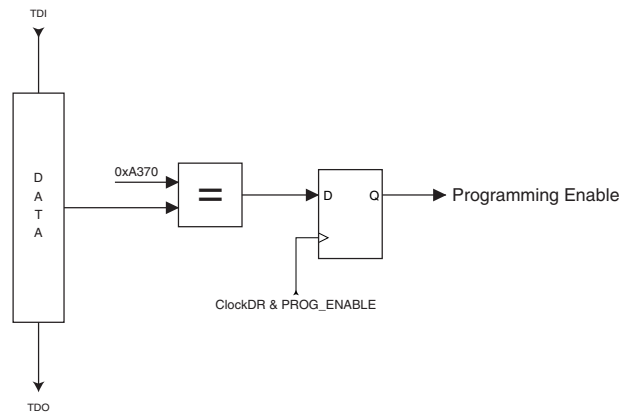 TDI
D
A
T
A
0xA370
=
D
Q
Programming Enable
ClockDR & PROG_ENABLE
TDO